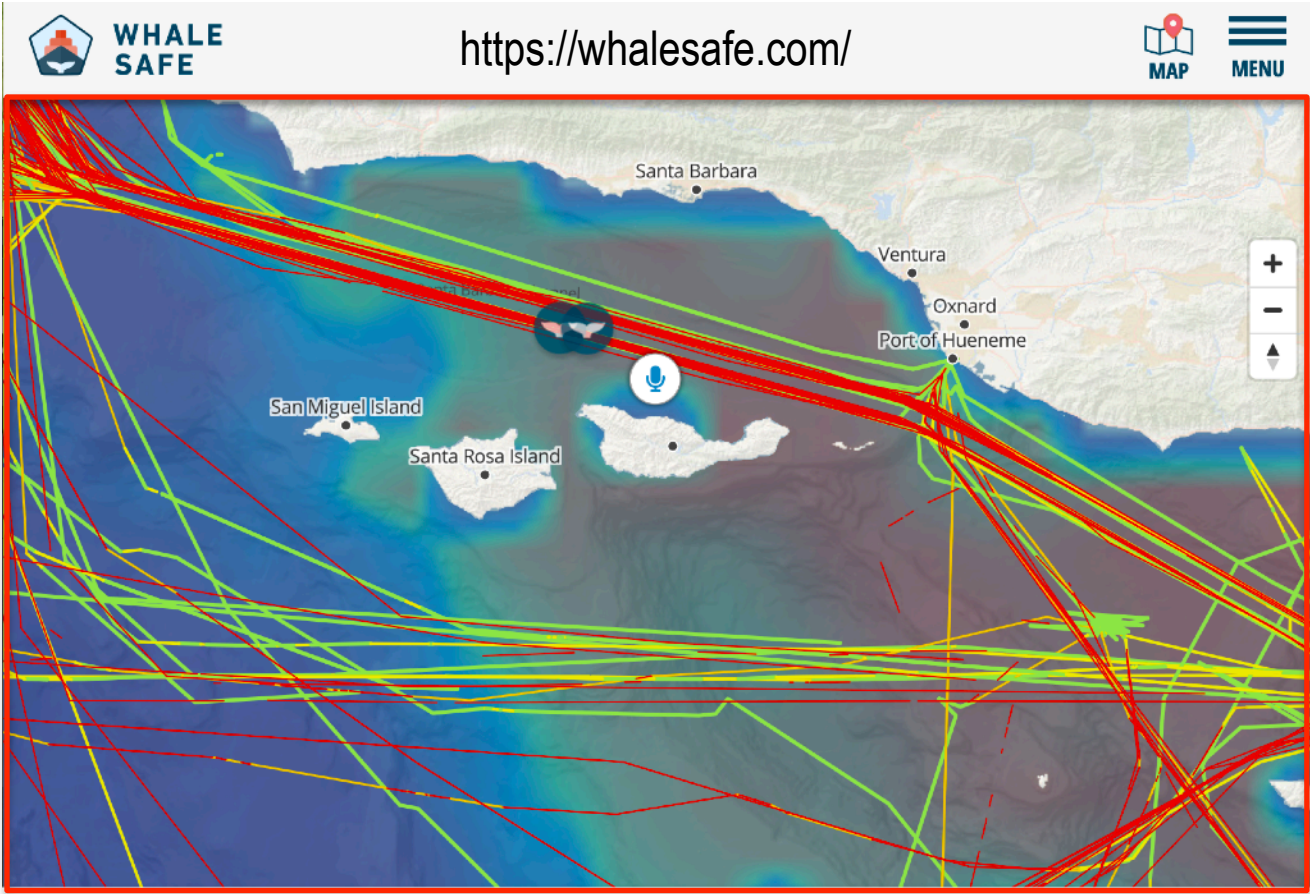 WHALE
SAFE
https://whalesafe.com/
MAP
MENU
Santa Barbara
Ventura
Oxnard
Port of Hueneme
San Miguel Island
Santa Rosa Island